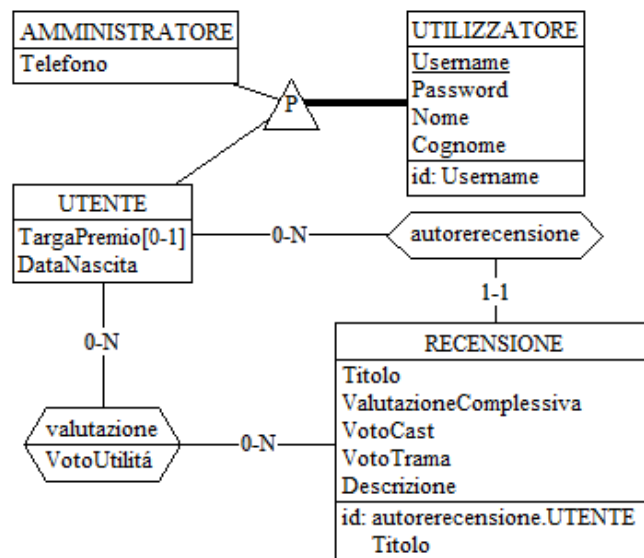 AMMINISTRATORE
Telefono
UTILIZZATORE
Username
Password
Nome
Cognome
id: Username
P
UTENTE
TargaPremio[0-1]
DataNascita
0-N
autorerecensione
1-1
0-N
RECENSIONE
Titolo
ValutazioneComplessiva
VotoCast
VotoTrama
Descrizione
id: autorerecensione.UTENTE
Titolo
valutazione
VotoUtilitá
0-N